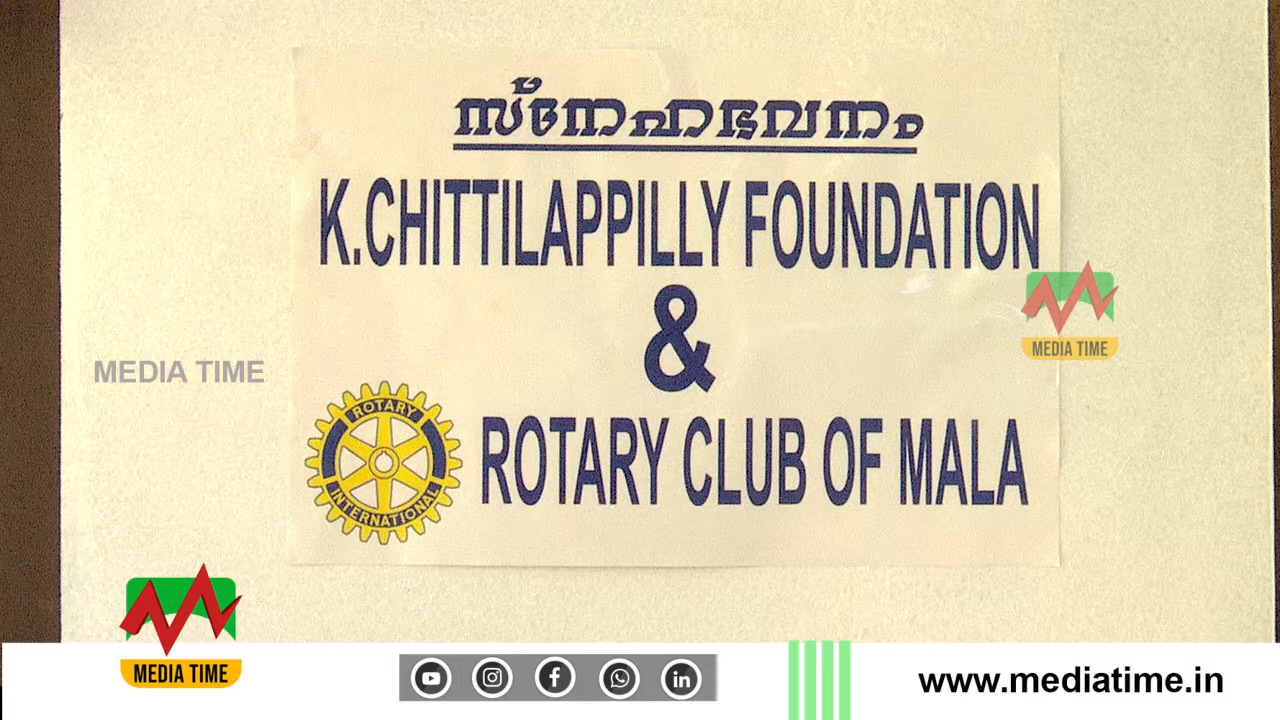 സ്നേഹഭവനം
K.CHITTILAPPILLY FOUNDATION
&
MEDIA TIME
MEDIA TIME
ROTARY
INTERNATIONAL
ROTARY CLUB OF MALA
MEDIA TIME
www.mediatime.in